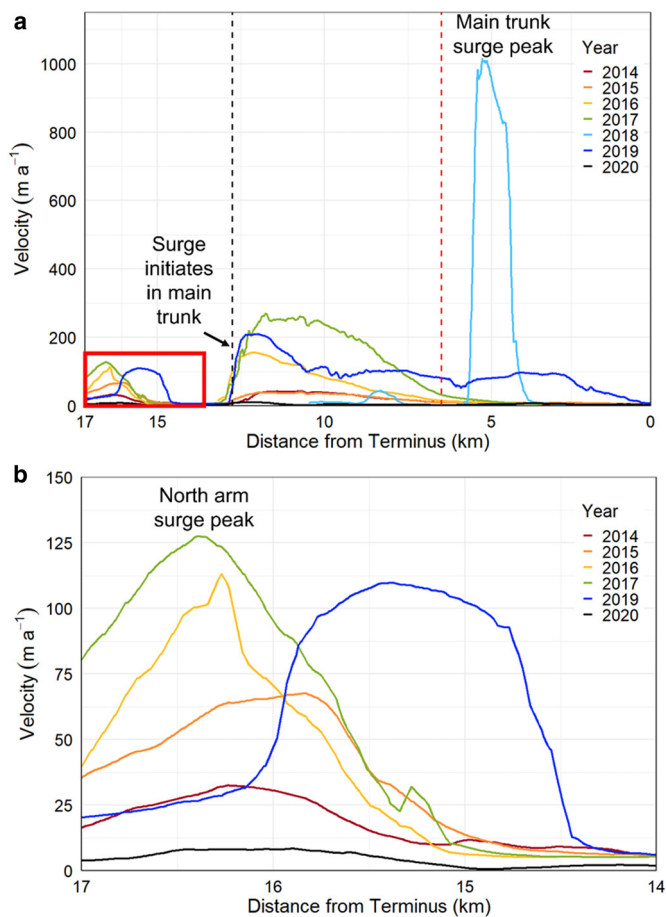 a
Main trunk
surge peak
Year
2014
2015
2016
2017
2018
2019
2020
Velocity (m a⁻¹)
1000
800
600
400
200
0
Surge
initiates
in main
trunk
17
15
10
5
0
Distance from Terminus (km)
b
North arm
surge peak
Year
2014
2015
2016
2017
2019
2020
Velocity (m a⁻¹)
150
125
100
75
50
25
0
17
16
15
14
Distance from Terminus (km)